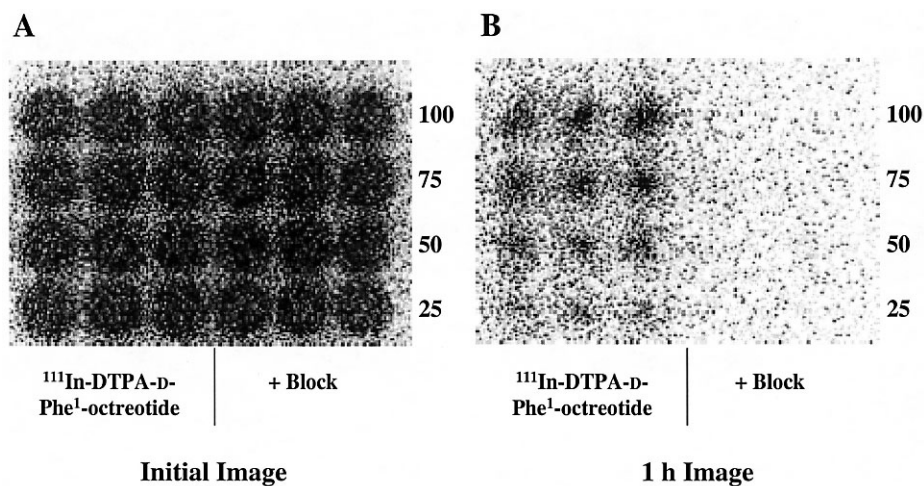 A
100
75
50
25
¹¹¹In-DTPA-D-
Phe¹-octreotide
+ Block
Initial Image
B
100
75
50
25
¹¹¹In-DTPA-D-
Phe¹-octreotide
+ Block
1 h Image